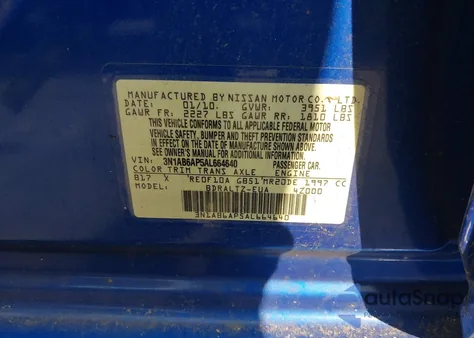 MANUFACTURED BY NISSAN MOTOR CO., LTD.
DATE: 01/10. GVWR: 3951 LBS
GAWR FR: 2227 LBS GAWR RR: 1810 LBS
THIS VEHICLE CONFORMS TO ALL APPLICABLE FEDERAL MOTOR
VEHICLE SAFETY, BUMPER AND THEFT PREVENTION
STANDARDS IN EFFECT ON THE DATE OF MANUFACTURE SHOWN ABOVE.
SEE OWNER'S MANUAL FOR ADDITIONAL INFORMATION.
VIN: 3N1AB6AP5AL664640 PASSENGER CAR.
COLOR TRIM TRANS AXLE ENGINE
B17 X RE0F10A GB51 MR20DE 1997 CC
MODEL: BDRALTZ-EUA 4Z000
3N1AB6AP5AL664640
autoSnap